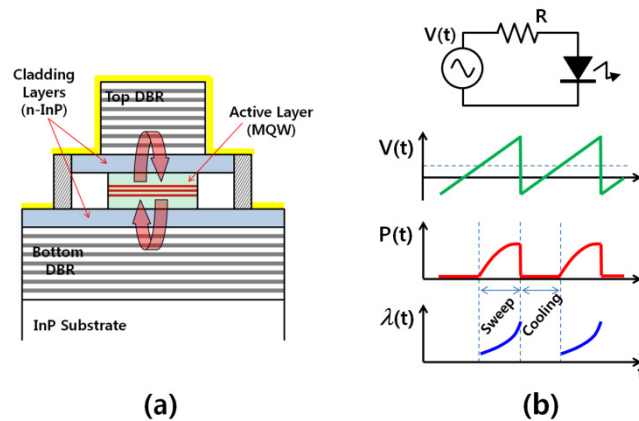 Cladding
Layers
(n-InP)
Top DBR
Active Layer
(MQW)
Bottom
DBR
InP Substrate
(a)
V(t)
R
V(t)
P(t)
Sweep
Cooling
λ(t)
(b)